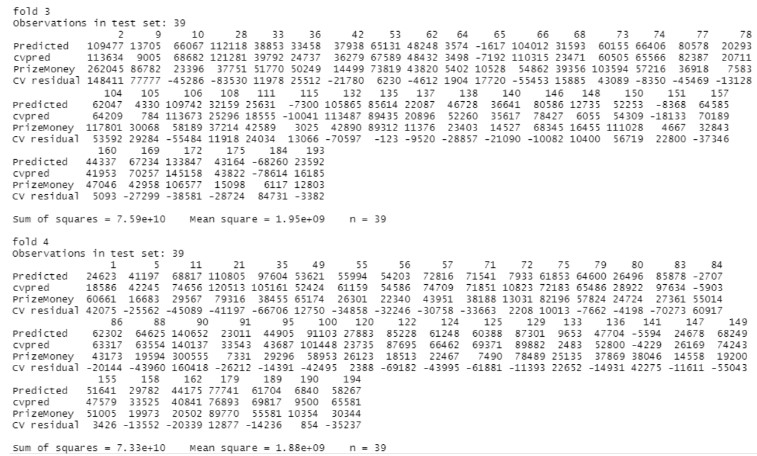 fold 3
Observations in test set: 39
2 9 10 28 33 36 42 53 62 64 65 66 68 73 74 77 78
Predicted 109477 13705 66067 112118 38853 33458 37938 65131 48248 3574 -1617 104012 31593 60155 66406 80578 20293
cvpred 113634 9005 68682 121281 39792 24737 36279 67589 48432 3498 -7192 110315 23471 60505 65566 82387 20711
PrizeMoney 262045 86782 23396 37751 51770 50249 14499 73819 43820 5402 10528 54862 39356 103594 57216 36918 7583
CV residual 148411 77777 -45286 -83530 11978 25512 -21780 6230 -4612 1904 17720 -55453 15885 43089 -8350 -45469 -13128
104 105 106 108 111 115 132 135 137 138 140 146 148 150 151 157
Predicted 62047 4330 109742 32159 25631 -7300 105865 85614 22087 46728 36641 80586 12735 52253 -8368 64585
cvpred 64209 784 113673 25296 18555 -10041 113487 89435 20896 52260 35617 78427 6055 54309 -18133 70189
PrizeMoney 117801 30068 58189 37214 42589 3025 42890 89312 11376 23403 14527 68345 16455 111028 4667 32843
CV residual 53592 29284 -55484 11918 24034 13066 -70597 -123 -9520 -28857 -21090 -10082 10400 56719 22800 -37346
160 169 172 175 184 193
Predicted 44337 67234 133847 43164 -68260 23592
cvpred 41953 70257 145158 43822 -78614 16185
PrizeMoney 47046 42958 106577 15098 6117 12803
CV residual 5093 -27299 -38581 -28724 84731 -3382
Sum of squares = 7.59e+10 Mean square = 1.95e+09 n = 39
fold 4
Observations in test set: 39
1 5 11 21 35 49 55 56 57 71 72 75 79 80 83 84
Predicted 24623 41197 68817 110805 97604 53621 55994 54203 72816 71541 7933 61853 64600 26496 85878 -2707
cvpred 18586 42245 74656 120513 105161 52424 61159 54586 74709 71851 10823 72183 65486 28922 97634 -5903
PrizeMoney 60661 16683 29567 79316 38455 65174 26301 22340 43951 38188 13031 82196 57824 24724 27361 55014
CV residual 42075 -25562 -45089 -41197 -66706 12750 -34858 -32246 -30758 -33663 2208 10013 -7662 -4198 -70273 60917
86 88 90 91 95 100 120 122 124 125 129 133 136 141 147 149
Predicted 62302 64625 140652 23011 44905 91103 27883 85228 61248 60388 87301 9653 47704 -5594 24678 68249
cvpred 63317 63554 140137 33543 43687 101448 23735 87695 66462 69371 89882 2483 52800 -4229 26169 74243
PrizeMoney 43173 19594 300555 7331 29296 58953 26123 18513 22467 7490 78489 25135 37869 38046 14558 19200
CV residual -20144 -43960 160418 -26212 -14391 -42495 2388 -69182 -43995 -61881 -11393 22652 -14931 42275 -11611 -55043
155 158 162 179 189 190 194
Predicted 51641 29782 44175 77741 61704 6840 58267
cvpred 47579 33525 40841 76893 69817 9500 65581
PrizeMoney 51005 19973 20502 89770 55581 10354 30344
CV residual 3426 -13552 -20339 12877 -14236 854 -35237
Sum of squares = 7.33e+10 Mean square = 1.88e+09 n = 39